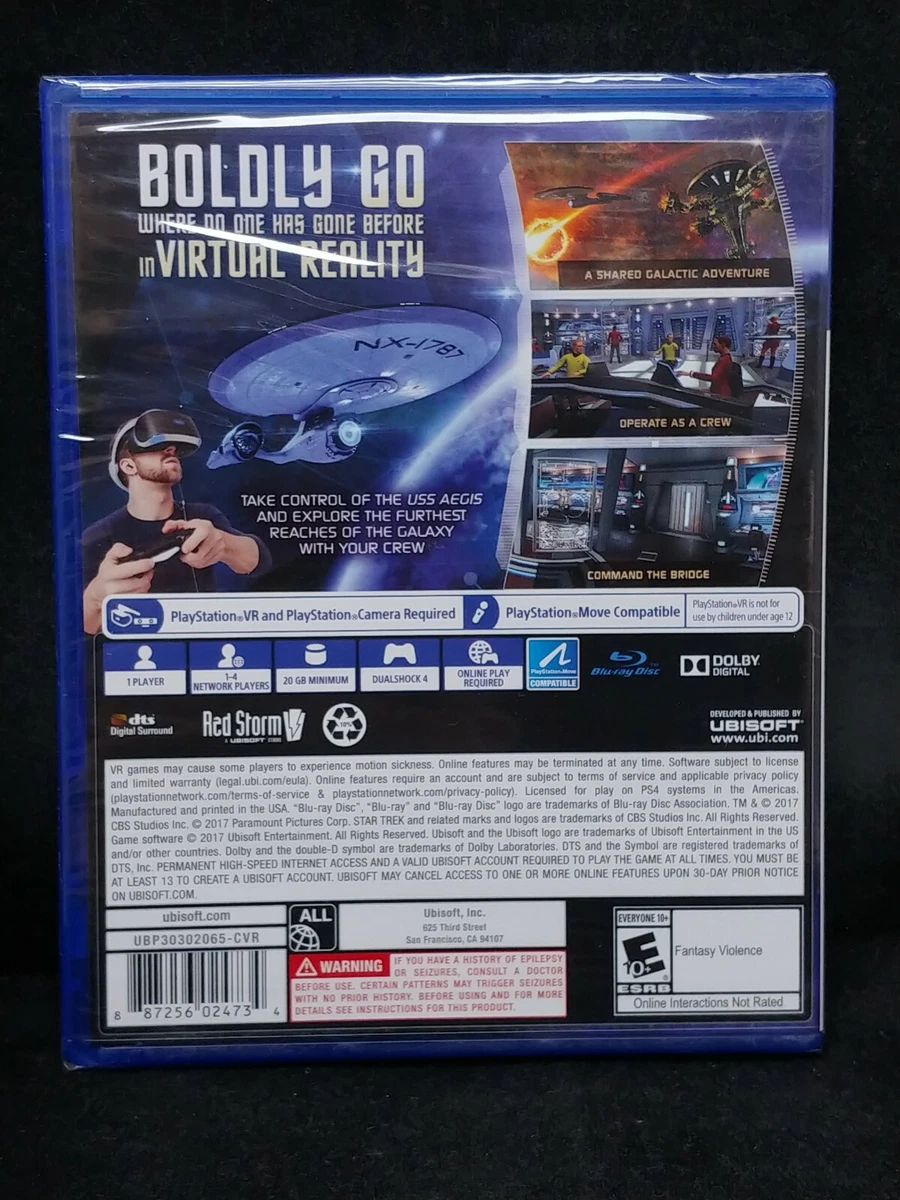 BOLDLY GO
WHERE NO ONE HAS GONE BEFORE
in VIRTUAL REALITY
NX-1787
A SHARED GALACTIC ADVENTURE
OPERATE AS A CREW
TAKE CONTROL OF THE USS AEGIS
AND EXPLORE THE FURTHEST
REACHES OF THE GALAXY
WITH YOUR CREW
COMMAND THE BRIDGE
PlayStation®VR and PlayStation®Camera Required
PlayStation®Move Compatible
PlayStation®VR is not for
use by children under age 12
1 PLAYER
1-4
NETWORK PLAYERS
20 GB MINIMUM
DUALSHOCK 4
ONLINE PLAY
REQUIRED
PlayStation®Move
COMPATIBLE
Blu-ray Disc™
DOLBY
DIGITAL
dts
Digital Surround
Red Storm
A UBISOFT STUDIO
10%
DEVELOPED & PUBLISHED BY
UBISOFT®
www.ubi.com
VR games may cause some players to experience motion sickness. Online features may be terminated at any time. Software subject to license
and limited warranty (legal.ubi.com/eula). Online features require an account and are subject to terms of service and applicable privacy policy
(playstationnetwork.com/terms-of-service & playstationnetwork.com/privacy-policy). Licensed for play on PS4 systems in the Americas.
Manufactured and printed in the USA. "Blu-ray Disc", "Blu-ray" and "Blu-ray Disc" logo are trademarks of Blu-ray Disc Association. TM & © 2017
CBS Studios Inc. © 2017 Paramount Pictures Corp. STAR TREK and related marks and logos are trademarks of CBS Studios Inc. All Rights Reserved.
Game software © 2017 Ubisoft Entertainment. All Rights Reserved. Ubisoft and the Ubisoft logo are trademarks of Ubisoft Entertainment in the US
and/or other countries. Dolby and the double-D symbol are trademarks of Dolby Laboratories. DTS and the Symbol are registered trademarks of
DTS, Inc. PERMANENT HIGH-SPEED INTERNET ACCESS AND A VALID UBISOFT ACCOUNT REQUIRED TO PLAY THE GAME AT ALL TIMES. YOU MUST BE
AT LEAST 13 TO CREATE A UBISOFT ACCOUNT. UBISOFT MAY CANCEL ACCESS TO ONE OR MORE ONLINE FEATURES UPON 30-DAY PRIOR NOTICE
ON UBISOFT.COM.
ubisoft.com
UBP30302065-CVR
8 87256 02473 4
ALL
Ubisoft, Inc.
625 Third Street
San Francisco, CA 94107
WARNING IF YOU HAVE A HISTORY OF EPILEPSY
OR SEIZURES, CONSULT A DOCTOR
BEFORE USE. CERTAIN PATTERNS MAY TRIGGER SEIZURES
WITH NO PRIOR HISTORY. BEFORE USING AND FOR MORE
DETAILS SEE INSTRUCTIONS FOR THIS PRODUCT.
EVERYONE 10+
E
10+
ESRB
Fantasy Violence
Online Interactions Not Rated